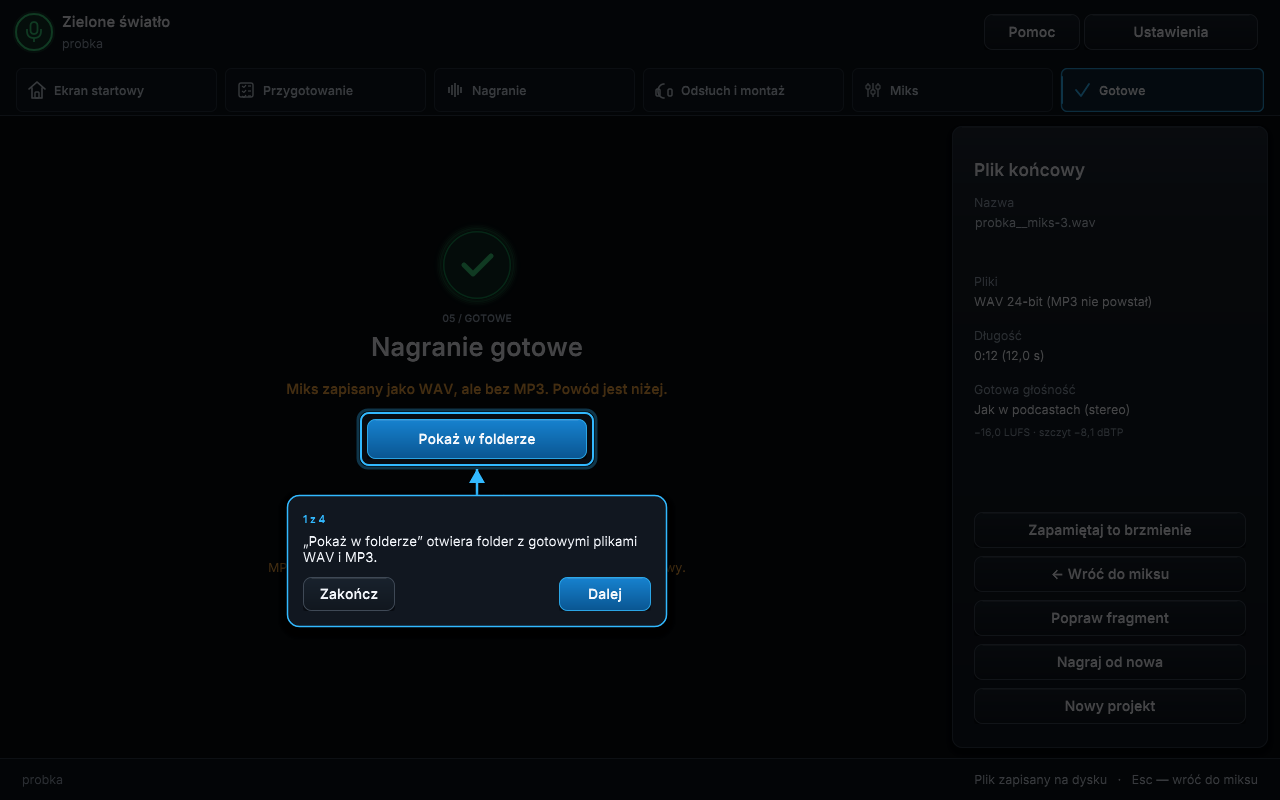 Zielone światło
probka
Pomoc
Ustawienia
Ekran startowy
Przygotowanie
Nagranie
Odsłuch i montaż
Miks
Gotowe
05 / GOTOWE
Nagranie gotowe
Miks zapisany jako WAV, ale bez MP3. Powód jest niżej.
Pokaż w folderze
1 z 4
„Pokaż w folderze” otwiera folder z gotowymi plikami
WAV i MP3.
Zakończ
Dalej
Plik końcowy
Nazwa
probka__miks-3.wav
Pliki
WAV 24-bit (MP3 nie powstał)
Długość
0:12 (12,0 s)
Gotowa głośność
Jak w podcastach (stereo)
−16,0 LUFS · szczyt −8,1 dBTP
Zapamiętaj to brzmienie
← Wróć do miksu
Popraw fragment
Nagraj od nowa
Nowy projekt
probka
Plik zapisany na dysku · Esc — wróć do miksu